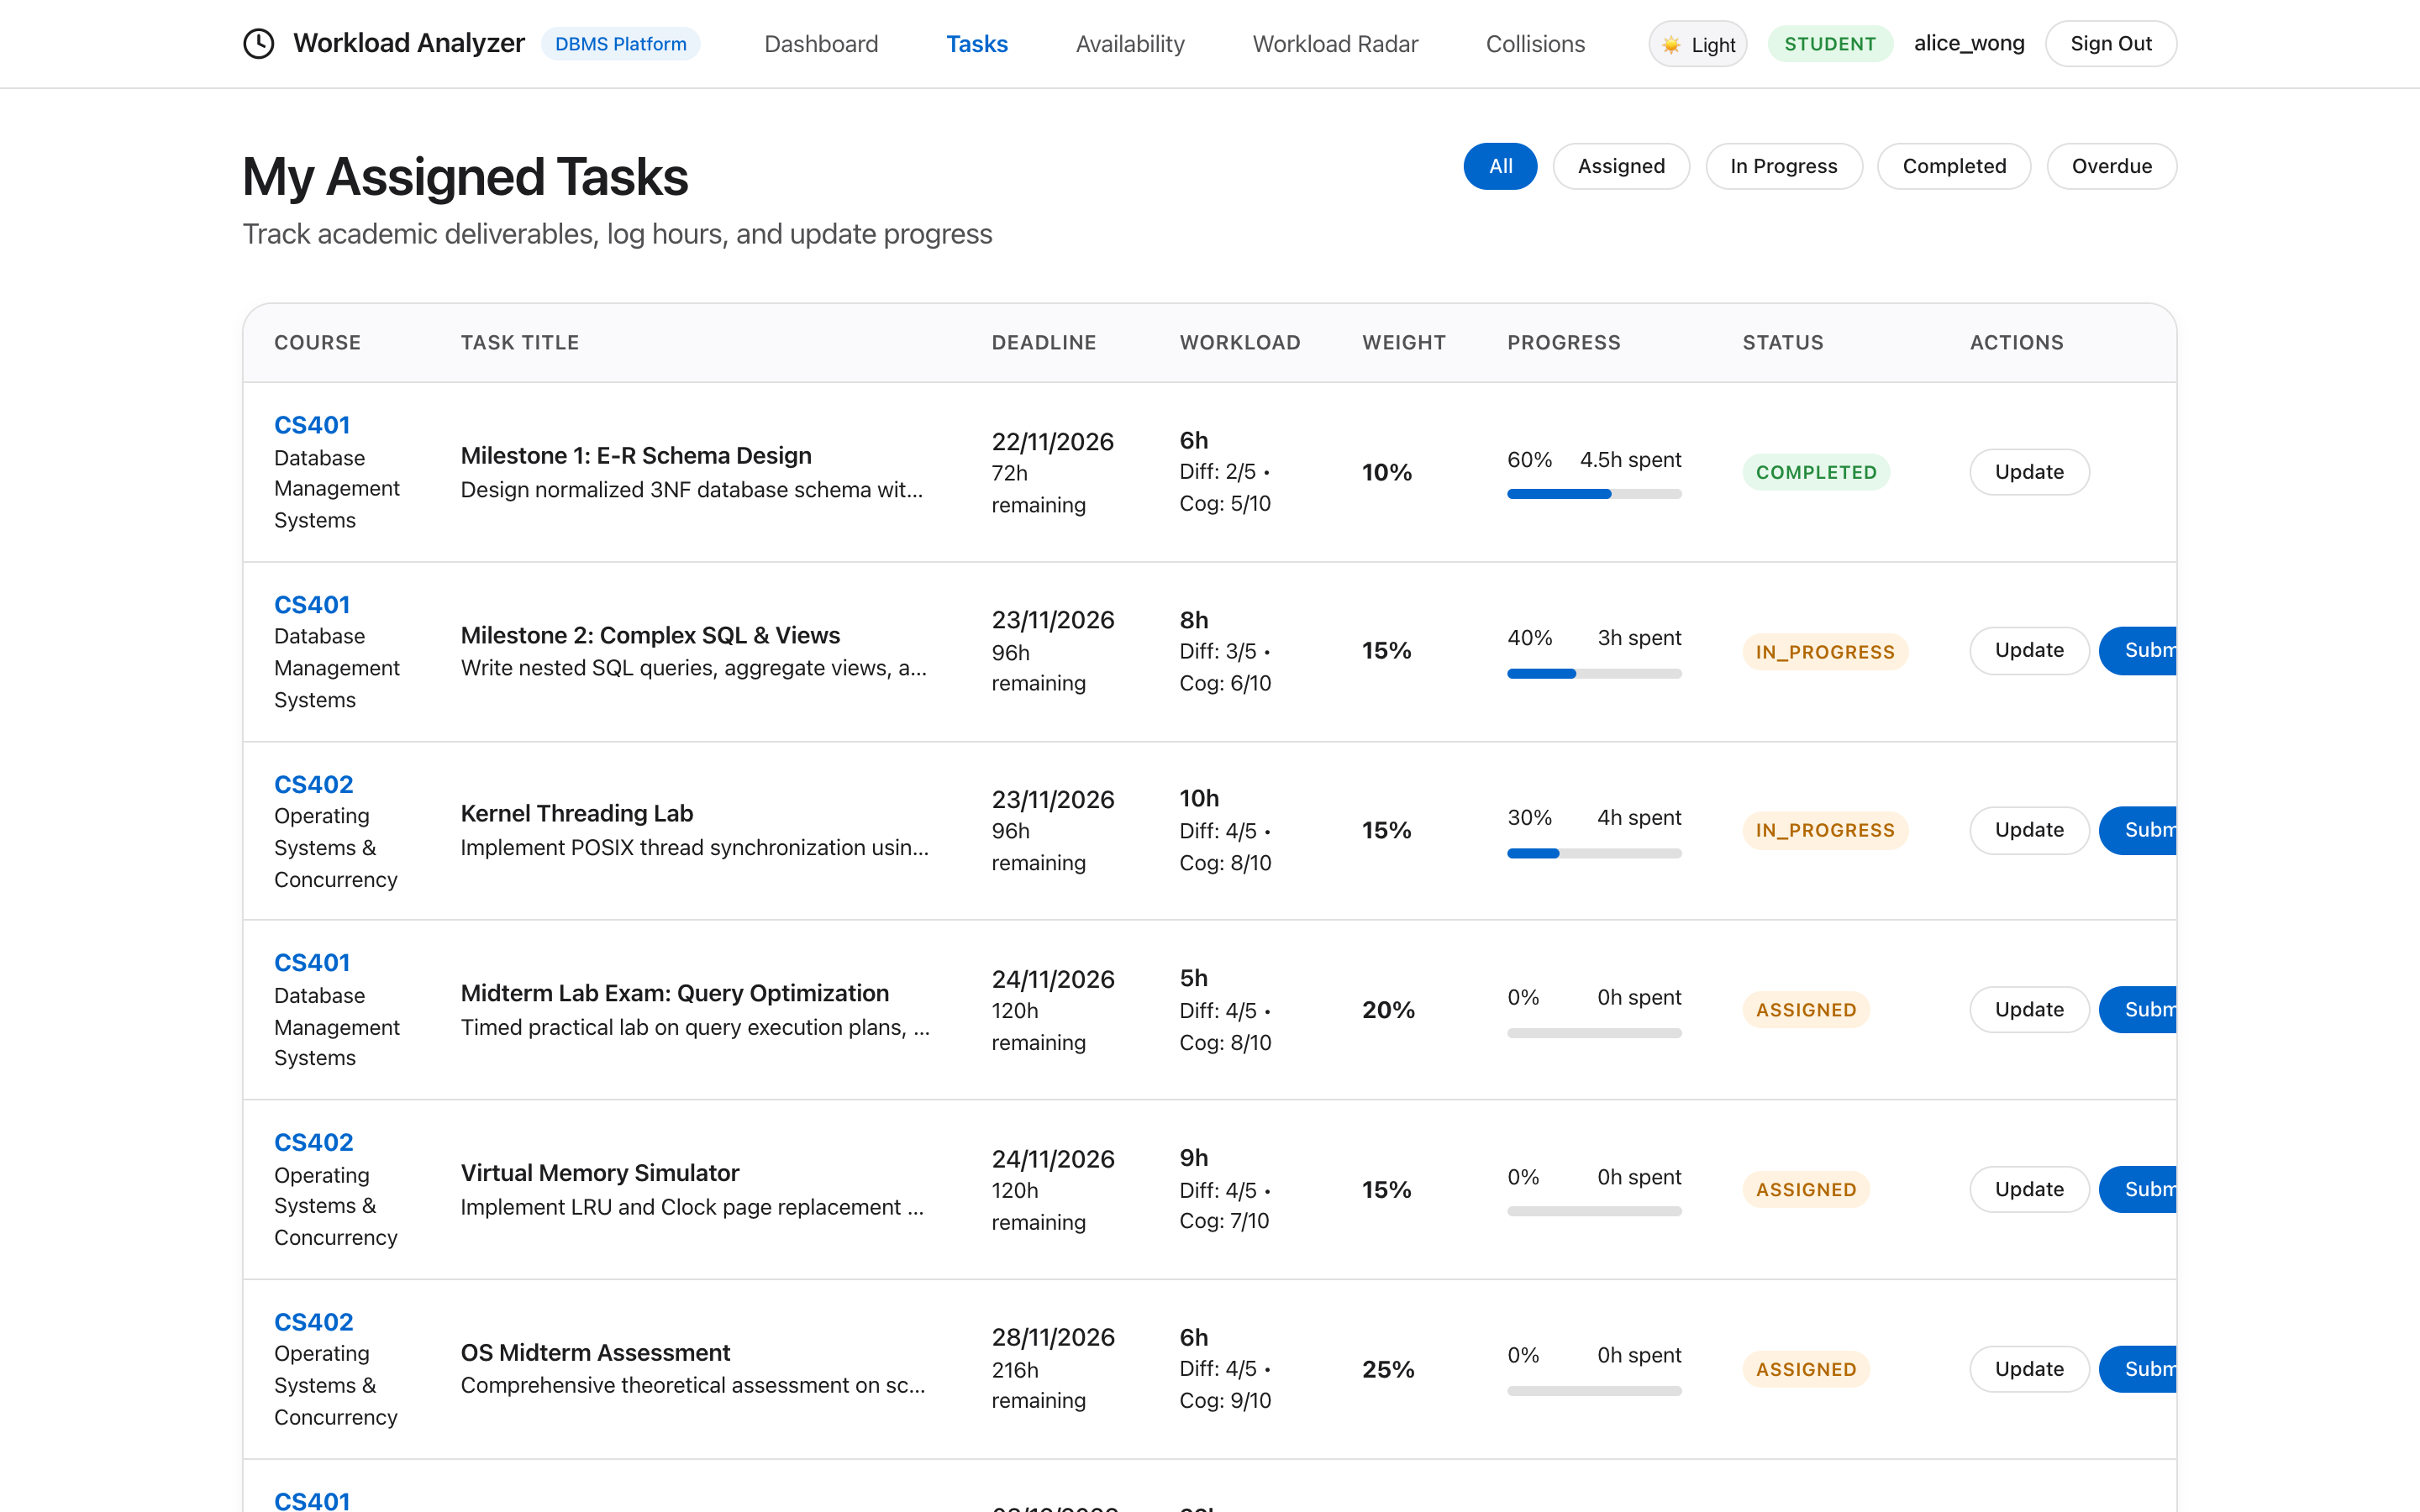 Workload Analyzer DBMS Platform Dashboard Tasks Availability Workload Radar Collisions Light STUDENT alice_wong Sign Out
My Assigned Tasks
All Assigned In Progress Completed Overdue
Track academic deliverables, log hours, and update progress
COURSE TASK TITLE DEADLINE WORKLOAD WEIGHT PROGRESS STATUS ACTIONS
CS401
Database
Management
Systems
Milestone 1: E-R Schema Design
Design normalized 3NF database schema wit...
22/11/2026
72h
remaining
6h
Diff: 2/5 •
Cog: 5/10
10%
60% 4.5h spent
COMPLETED
Update
CS401
Database
Management
Systems
Milestone 2: Complex SQL & Views
Write nested SQL queries, aggregate views, a...
23/11/2026
96h
remaining
8h
Diff: 3/5 •
Cog: 6/10
15%
40% 3h spent
IN_PROGRESS
Update Subm
CS402
Operating
Systems &
Concurrency
Kernel Threading Lab
Implement POSIX thread synchronization usin...
23/11/2026
96h
remaining
10h
Diff: 4/5 •
Cog: 8/10
15%
30% 4h spent
IN_PROGRESS
Update Subm
CS401
Database
Management
Systems
Midterm Lab Exam: Query Optimization
Timed practical lab on query execution plans, ...
24/11/2026
120h
remaining
5h
Diff: 4/5 •
Cog: 8/10
20%
0% 0h spent
ASSIGNED
Update Subm
CS402
Operating
Systems &
Concurrency
Virtual Memory Simulator
Implement LRU and Clock page replacement ...
24/11/2026
120h
remaining
9h
Diff: 4/5 •
Cog: 7/10
15%
0% 0h spent
ASSIGNED
Update Subm
CS402
Operating
Systems &
Concurrency
OS Midterm Assessment
Comprehensive theoretical assessment on sc...
28/11/2026
216h
remaining
6h
Diff: 4/5 •
Cog: 9/10
25%
0% 0h spent
ASSIGNED
Update Subm
CS401